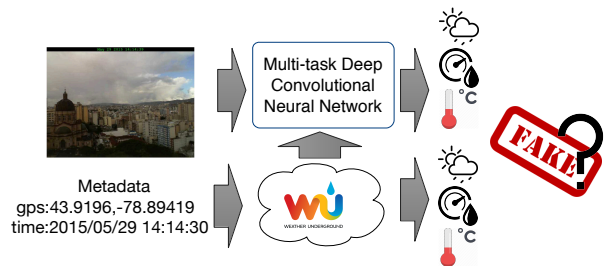 Multi-task Deep
Convolutional
Neural Network
°C
Metadata
gps:43.9196,-78.89419
time:2015/05/29 14:14:30
WU
WEATHER UNDERGROUND
°C
FAKE
?